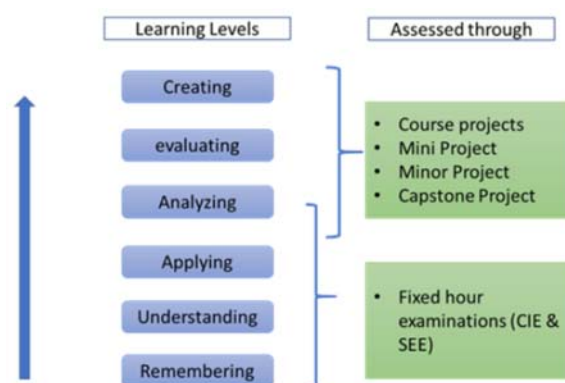 Learning Levels
Assessed through
Creating
evaluating
Analyzing
Applying
Understanding
Remembering
• Course projects
• Mini Project
• Minor Project
• Capstone Project
• Fixed hour
examinations (CIE &
SEE)